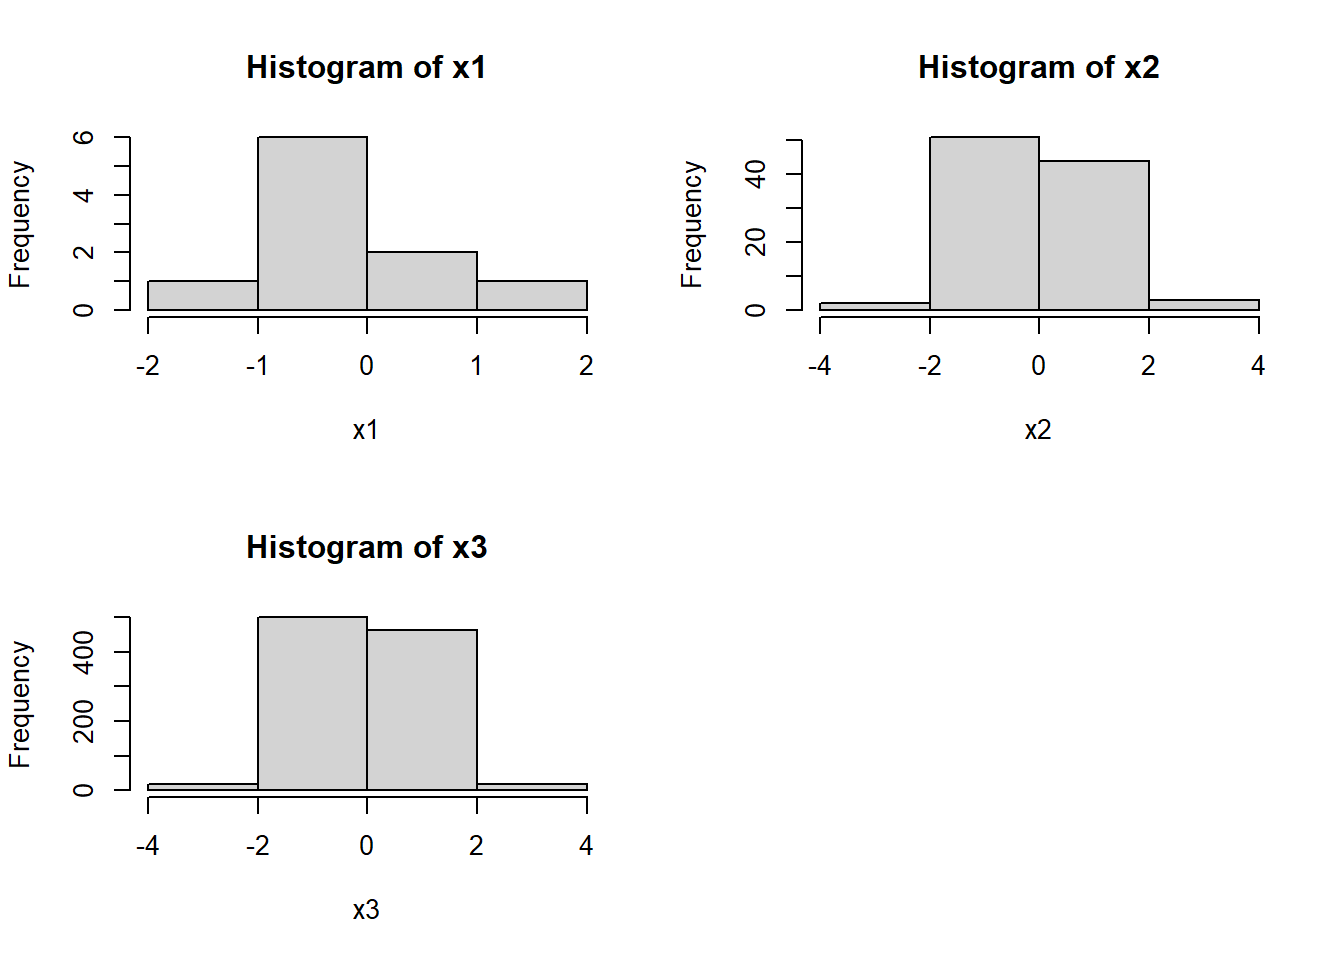 Histogram of x1
Frequency
6
4
2
0
-2 -1 0 1 2
x1
Histogram of x2
Frequency
40
20
0
-4 -2 0 2 4
x2
Histogram of x3
Frequency
400
200
0
-4 -2 0 2 4
x3